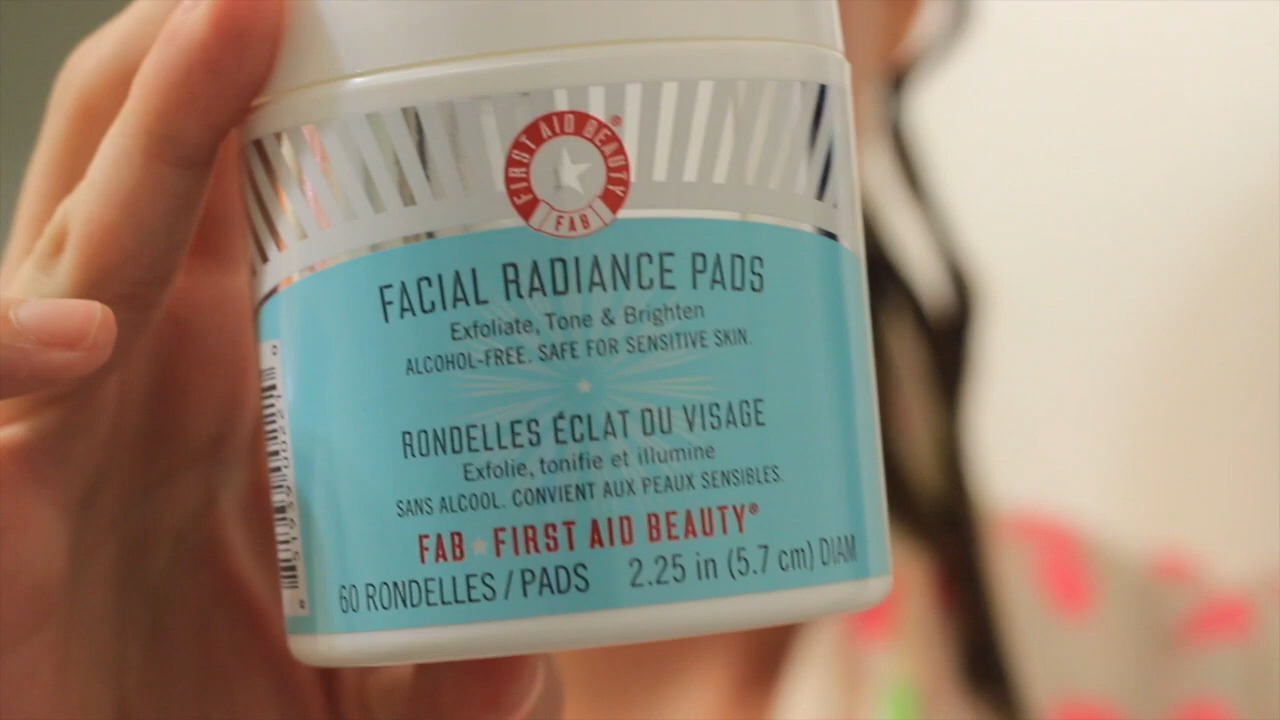 FIRST AID BEAUTY®
FAB
FACIAL RADIANCE PADS
Exfoliate, Tone & Brighten
ALCOHOL-FREE. SAFE FOR SENSITIVE SKIN.
RONDELLES ÉCLAT DU VISAGE
Exfolie, tonifie et illumine
SANS ALCOOL. CONVIENT AUX PEAUX SENSIBLES.
FAB FIRST AID BEAUTY®
60 RONDELLES / PADS 2.25 in (5.7 cm) DIAM